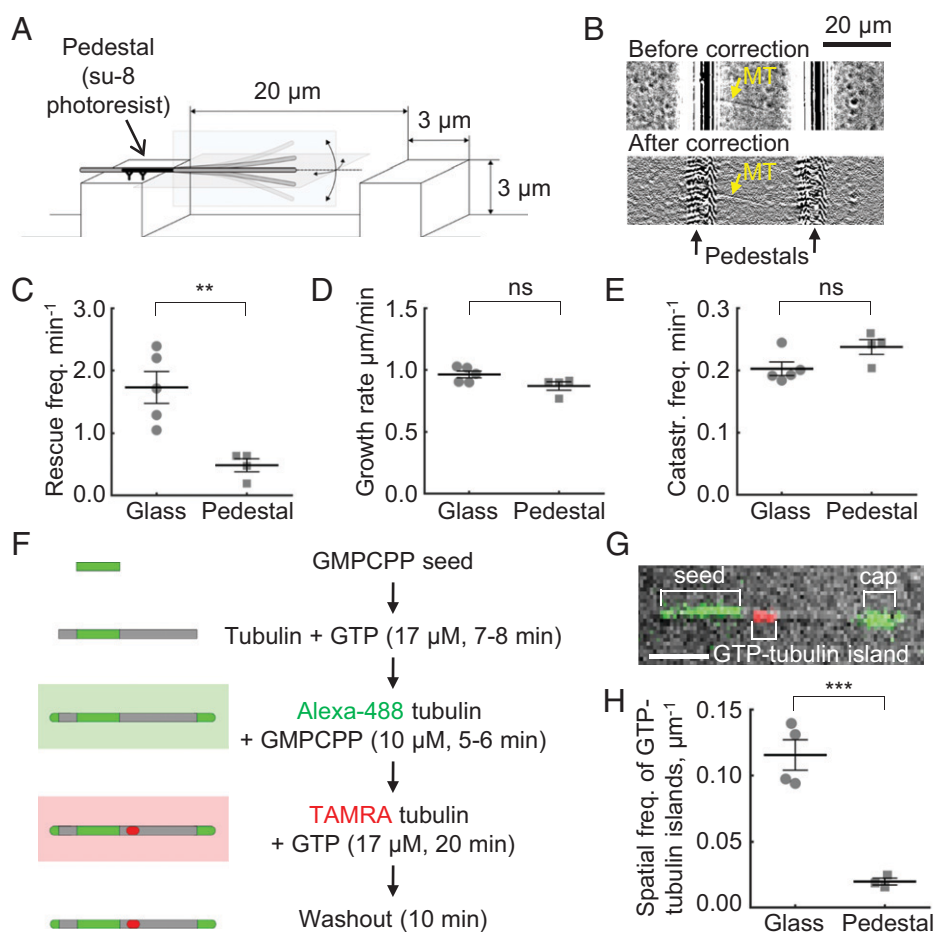 A
Pedestal
(su-8
photoresist)
20 μm
3 μm
3 μm
B
20 μm
Before correction
MT
After correction
MT
Pedestals
C
Rescue freq. min-1
3.0
2.0
1.0
0.0
**
Glass
Pedestal
D
Growth rate μm/min
1.5
1.0
0.5
0.0
ns
Glass
Pedestal
E
Catastr. freq. min-1
0.3
0.2
0.1
0.0
ns
Glass
Pedestal
F
GMPCPP seed
Tubulin + GTP (17 μM, 7-8 min)
Alexa-488 tubulin
+ GMPCPP (10 μM, 5-6 min)
TAMRA tubulin
+ GTP (17 μM, 20 min)
Washout (10 min)
G
seed
cap
GTP-tubulin island
H
Spatial freq. of GTP-
tubulin islands, μm-1
0.15
0.10
0.05
0.00
***
Glass
Pedestal